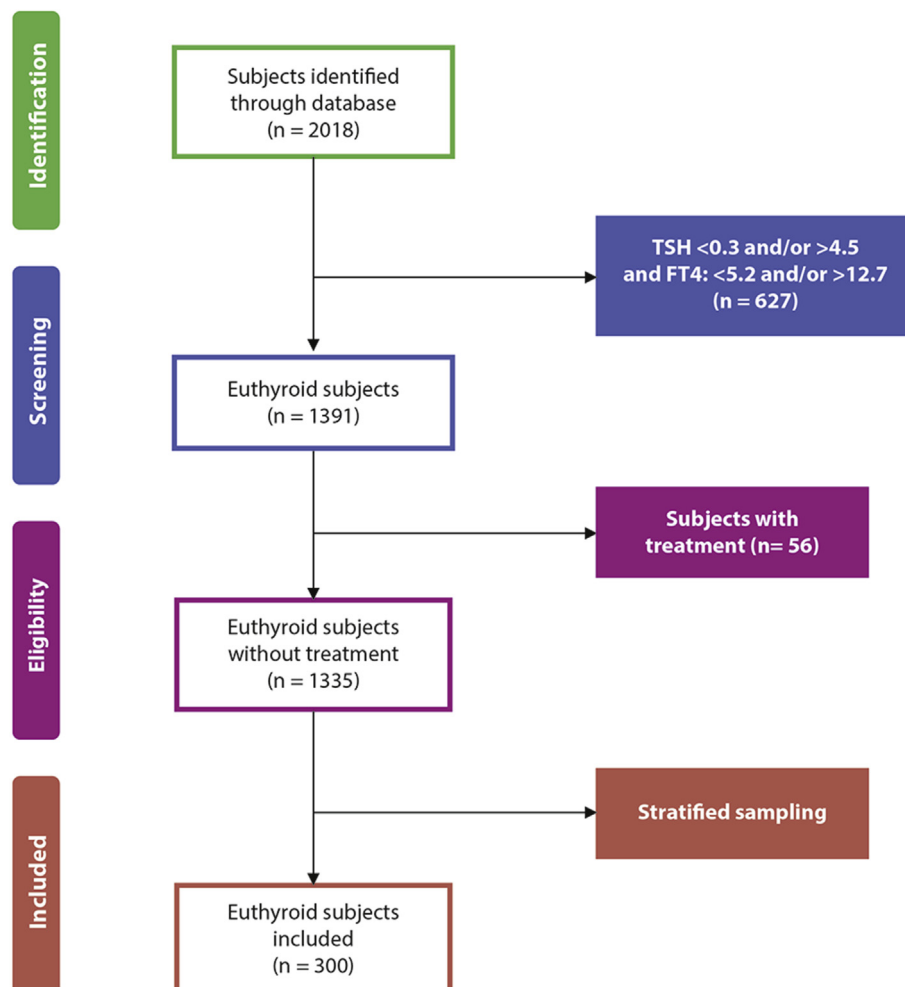 Identification
Subjects identified
through database
(n = 2018)
TSH <0.3 and/or >4.5
and FT4: <5.2 and/or >12.7
(n = 627)
Screening
Euthyroid subjects
(n = 1391)
Subjects with
treatment (n= 56)
Eligibility
Euthyroid subjects
without treatment
(n = 1335)
Stratified sampling
Included
Euthyroid subjects
included
(n = 300)